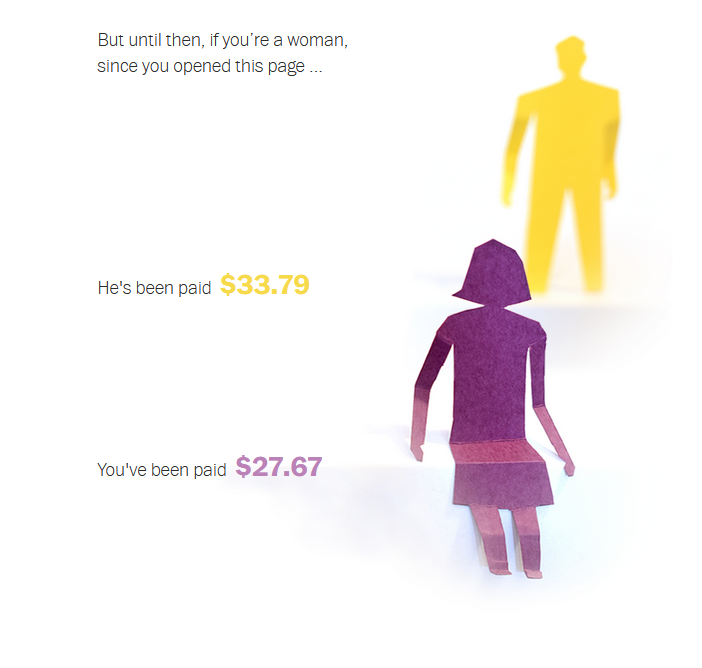 But until then, if you’re a woman,
since you opened this page ...
He's been paid $33.79
You've been paid $27.67